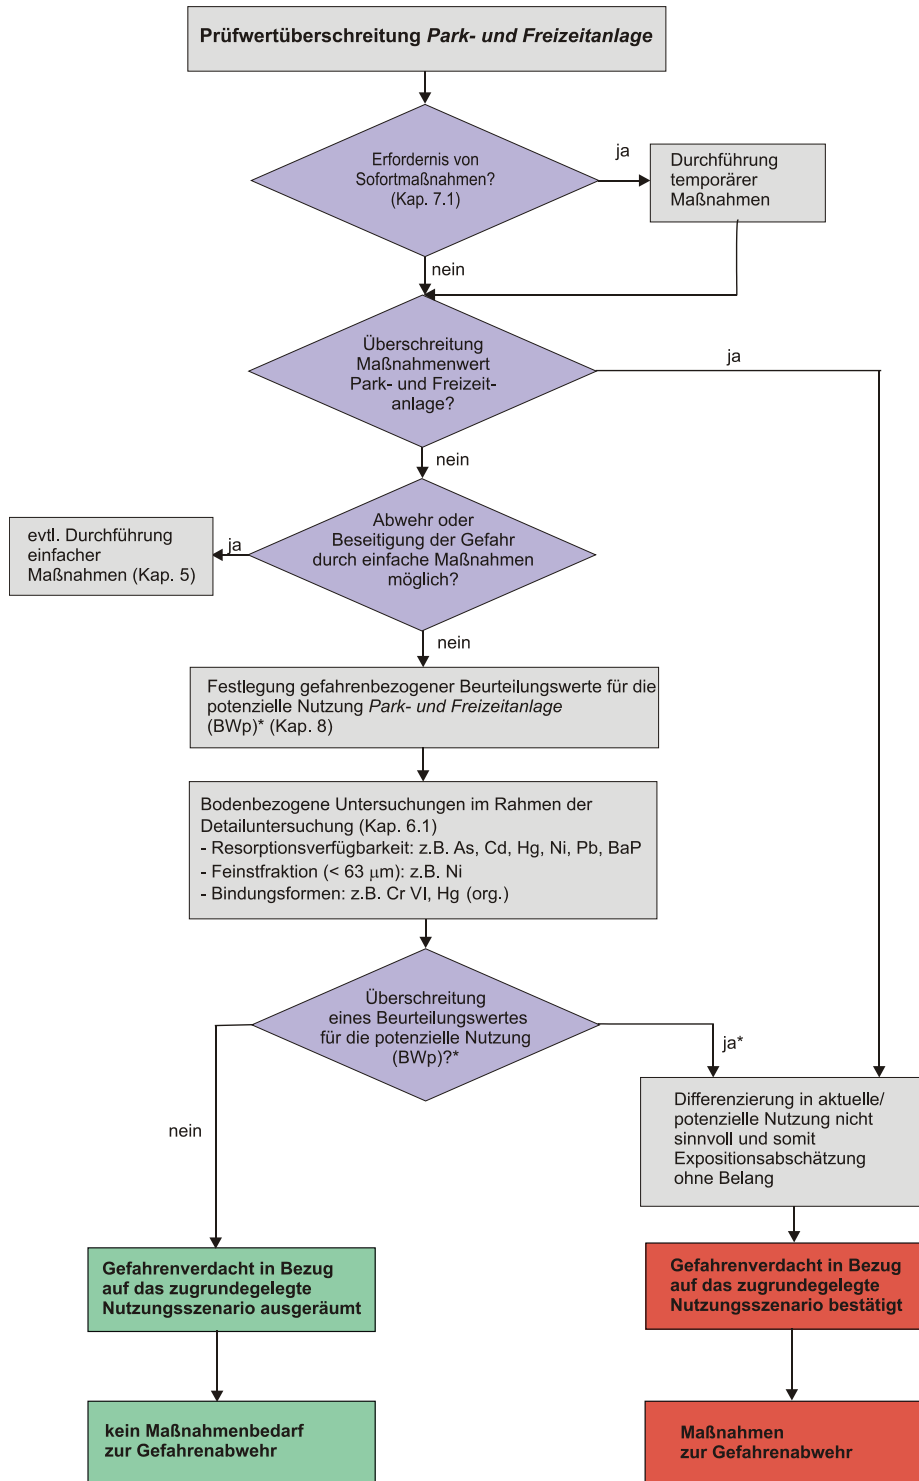 Prüfwertüberschreitung Park- und Freizeitanlage
Erfordernis von
Sofortmaßnahmen?
(Kap. 7.1)
ja
Durchführung
temporärer
Maßnahmen
nein
Überschreitung
Maßnahmenwert
Park- und Freizeit-
anlage?
ja
nein
Abwehr oder
Beseitigung der Gefahr
durch einfache Maßnahmen
möglich?
ja
evtl. Durchführung
einfacher
Maßnahmen (Kap. 5)
nein
Festlegung gefahrenbezogener Beurteilungswerte für die
potenzielle Nutzung Park- und Freizeitanlage
(BWp)* (Kap. 8)
Bodenbezogene Untersuchungen im Rahmen der
Detailuntersuchung (Kap. 6.1)
- Resorptionsverfügbarkeit: z.B. As, Cd, Hg, Ni, Pb, BaP
- Feinstfraktion (< 63 µm): z.B. Ni
- Bindungsformen: z.B. Cr VI, Hg (org.)
Überschreitung
eines Beurteilungswertes
für die potenzielle Nutzung
(BWp)?*
ja*
nein
Differenzierung in aktuelle/
potenzielle Nutzung nicht
sinnvoll und somit
Expositionsabschätzung
ohne Belang
Gefahrenverdacht in Bezug
auf das zugrundegelegte
Nutzungsszenario ausgeräumt
Gefahrenverdacht in Bezug
auf das zugrundegelegte
Nutzungsszenario bestätigt
kein Maßnahmenbedarf
zur Gefahrenabwehr
Maßnahmen
zur Gefahrenabwehr